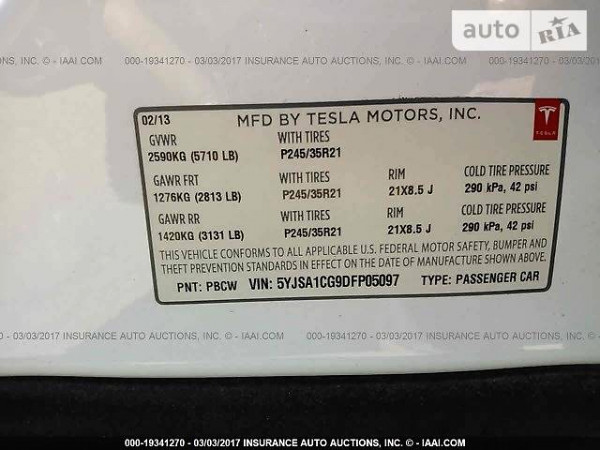 auto RIA
000-19341270 - 03/03/2017 INSURANCE AUTO AUCTIONS, INC. - IAAI.COM
02/13 MFD BY TESLA MOTORS, INC.
GVWR WITH TIRES
2590KG (5710 LB) P245/35R21
TESLA
GAWR FRT WITH TIRES RIM COLD TIRE PRESSURE
1276KG (2813 LB) P245/35R21 21X8.5 J 290 kPa, 42 psi
GAWR RR WITH TIRES RIM COLD TIRE PRESSURE
1420KG (3131 LB) P245/35R21 21X8.5 J 290 kPa, 42 psi
THIS VEHICLE CONFORMS TO ALL APPLICABLE U.S. FEDERAL MOTOR SAFETY, BUMPER AND
THEFT PREVENTION STANDARDS IN EFFECT ON THE DATE OF MANUFACTURE SHOWN ABOVE.
PNT: PBCW VIN: 5YJSA1CG9DFP05097 TYPE: PASSENGER CAR
000-19341270 - 03/03/2017 INSURANCE AUTO AUCTIONS, INC. - IAAI.COM
000-19341270 - 03/03/2017 INSURANCE AUTO AUCTIONS, INC. - IAAI.COM